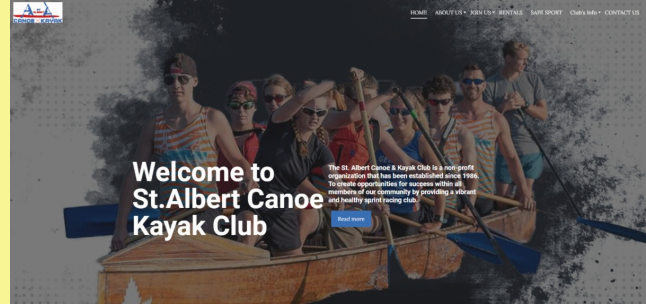 CANOE KAYAK
HOME ABOUT US JOIN US RENTALS SAFE SPORT Club's Info CONTACT US
Welcome to
St.Albert Canoe
Kayak Club
The St. Albert Canoe & Kayak Club is a non-profit
organization that has been established since 1986.
To create opportunities for success within all
members of our community by providing a vibrant
and healthy sprint racing club.
Read more